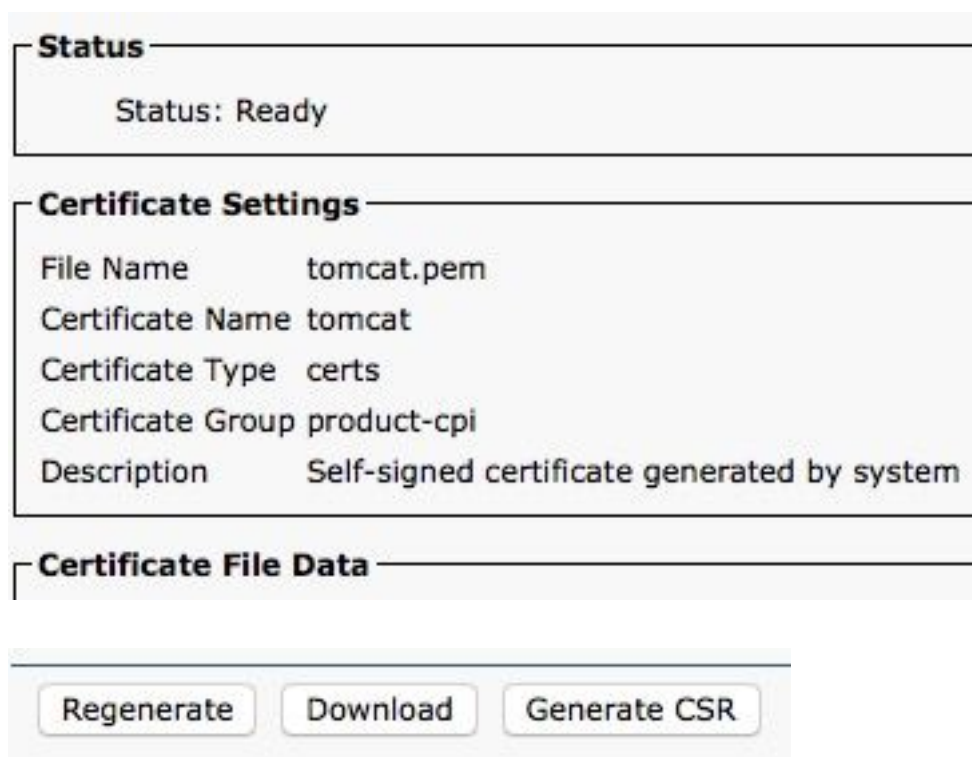 Status
Status: Ready
Certificate Settings
File Name tomcat.pem
Certificate Name tomcat
Certificate Type certs
Certificate Group product-cpi
Description Self-signed certificate generated by system
Certificate File Data
Regenerate Download Generate CSR